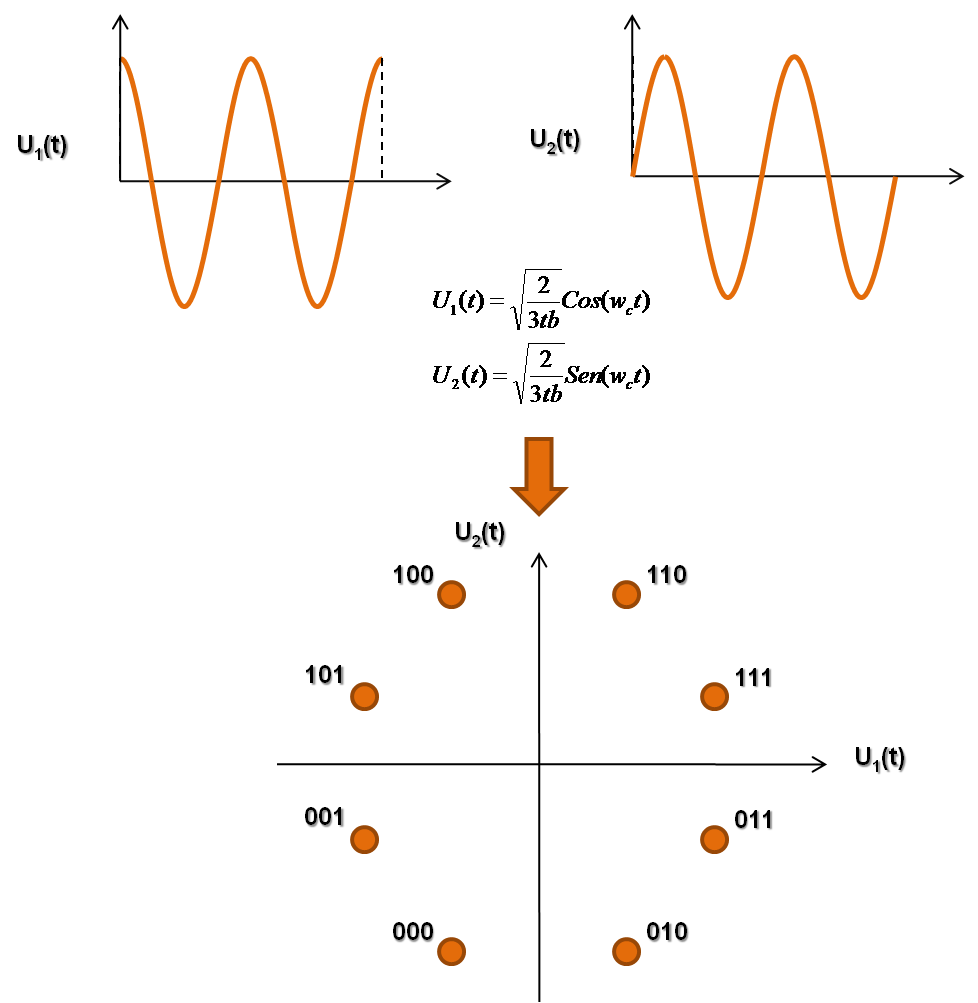 U1(t)
U2(t)
U1(t) = √(2/3tb) Cos(wct)
U2(t) = √(2/3tb) Sen(wct)
U2(t)
100
110
101
111
U1(t)
001
011
000
010